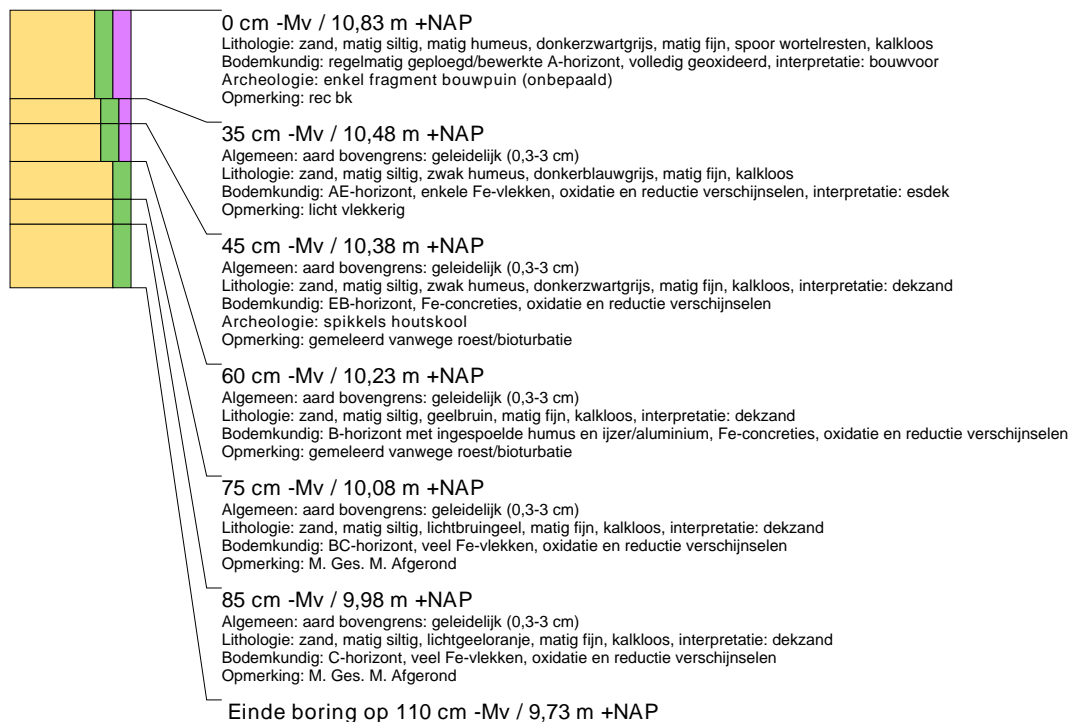 0 cm -Mv / 10,83 m +NAP
Lithologie: zand, matig siltig, matig humeus, donkerzwartgrijs, matig fijn, spoor wortelresten, kalkloos
Bodemkundig: regelmatig geploegd/bewerkte A-horizont, volledig geoxideerd, interpretatie: bouwvoor
Archeologie: enkel fragment bouwpuin (onbepaald)
Opmerking: rec bk
35 cm -Mv / 10,48 m +NAP
Algemeen: aard bovengrens: geleidelijk (0,3-3 cm)
Lithologie: zand, matig siltig, zwak humeus, donkerblauwgrijs, matig fijn, kalkloos
Bodemkundig: AE-horizont, enkele Fe-vlekken, oxidatie en reductie verschijnselen, interpretatie: esdek
Opmerking: licht vlekkerig
45 cm -Mv / 10,38 m +NAP
Algemeen: aard bovengrens: geleidelijk (0,3-3 cm)
Lithologie: zand, matig siltig, zwak humeus, donkerzwartgrijs, matig fijn, kalkloos, interpretatie: dekzand
Bodemkundig: EB-horizont, Fe-concreties, oxidatie en reductie verschijnselen
Archeologie: spikkels houtskool
Opmerking: gemeleerd vanwege roest/bioturbatie
60 cm -Mv / 10,23 m +NAP
Algemeen: aard bovengrens: geleidelijk (0,3-3 cm)
Lithologie: zand, matig siltig, geelbruin, matig fijn, kalkloos, interpretatie: dekzand
Bodemkundig: B-horizont met ingespoelde humus en ijzer/aluminium, Fe-concreties, oxidatie en reductie verschijnselen
Opmerking: gemeleerd vanwege roest/bioturbatie
75 cm -Mv / 10,08 m +NAP
Algemeen: aard bovengrens: geleidelijk (0,3-3 cm)
Lithologie: zand, matig siltig, lichtbruingeel, matig fijn, kalkloos, interpretatie: dekzand
Bodemkundig: BC-horizont, veel Fe-vlekken, oxidatie en reductie verschijnselen
Opmerking: M. Ges. M. Afgerond
85 cm -Mv / 9,98 m +NAP
Algemeen: aard bovengrens: geleidelijk (0,3-3 cm)
Lithologie: zand, matig siltig, lichtgeeloranje, matig fijn, kalkloos, interpretatie: dekzand
Bodemkundig: C-horizont, veel Fe-vlekken, oxidatie en reductie verschijnselen
Opmerking: M. Ges. M. Afgerond
Einde boring op 110 cm -Mv / 9,73 m +NAP